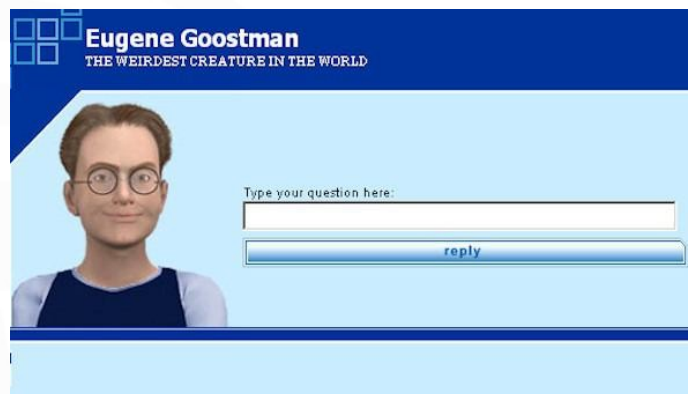 Eugene Goostman
THE WEIRDEST CREATURE IN THE WORLD
Type your question here:
reply